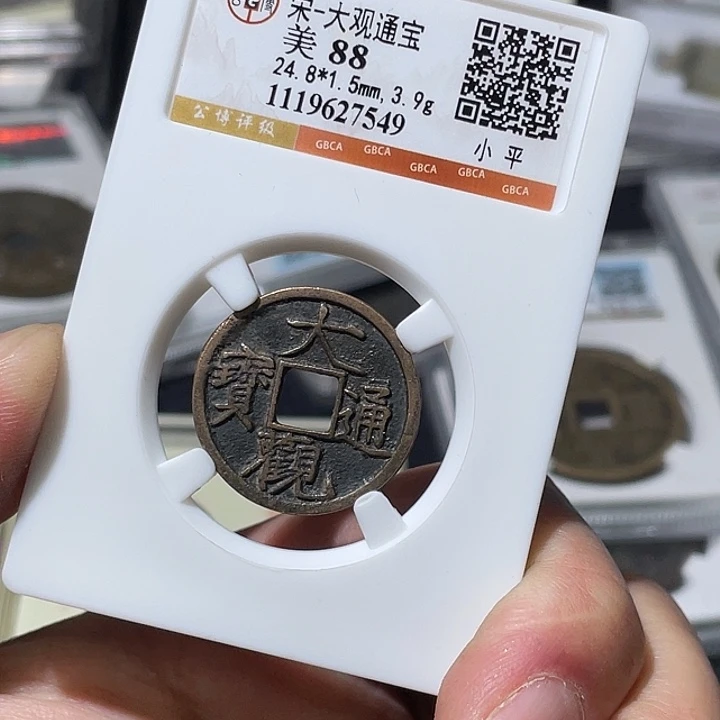 宋-大观通宝
美 88
24.8*1.5mm, 3.9g
1119627549
小平
公博评级
GBCA GBCA GBCA GBCA GBCA
大
寶 通
觀